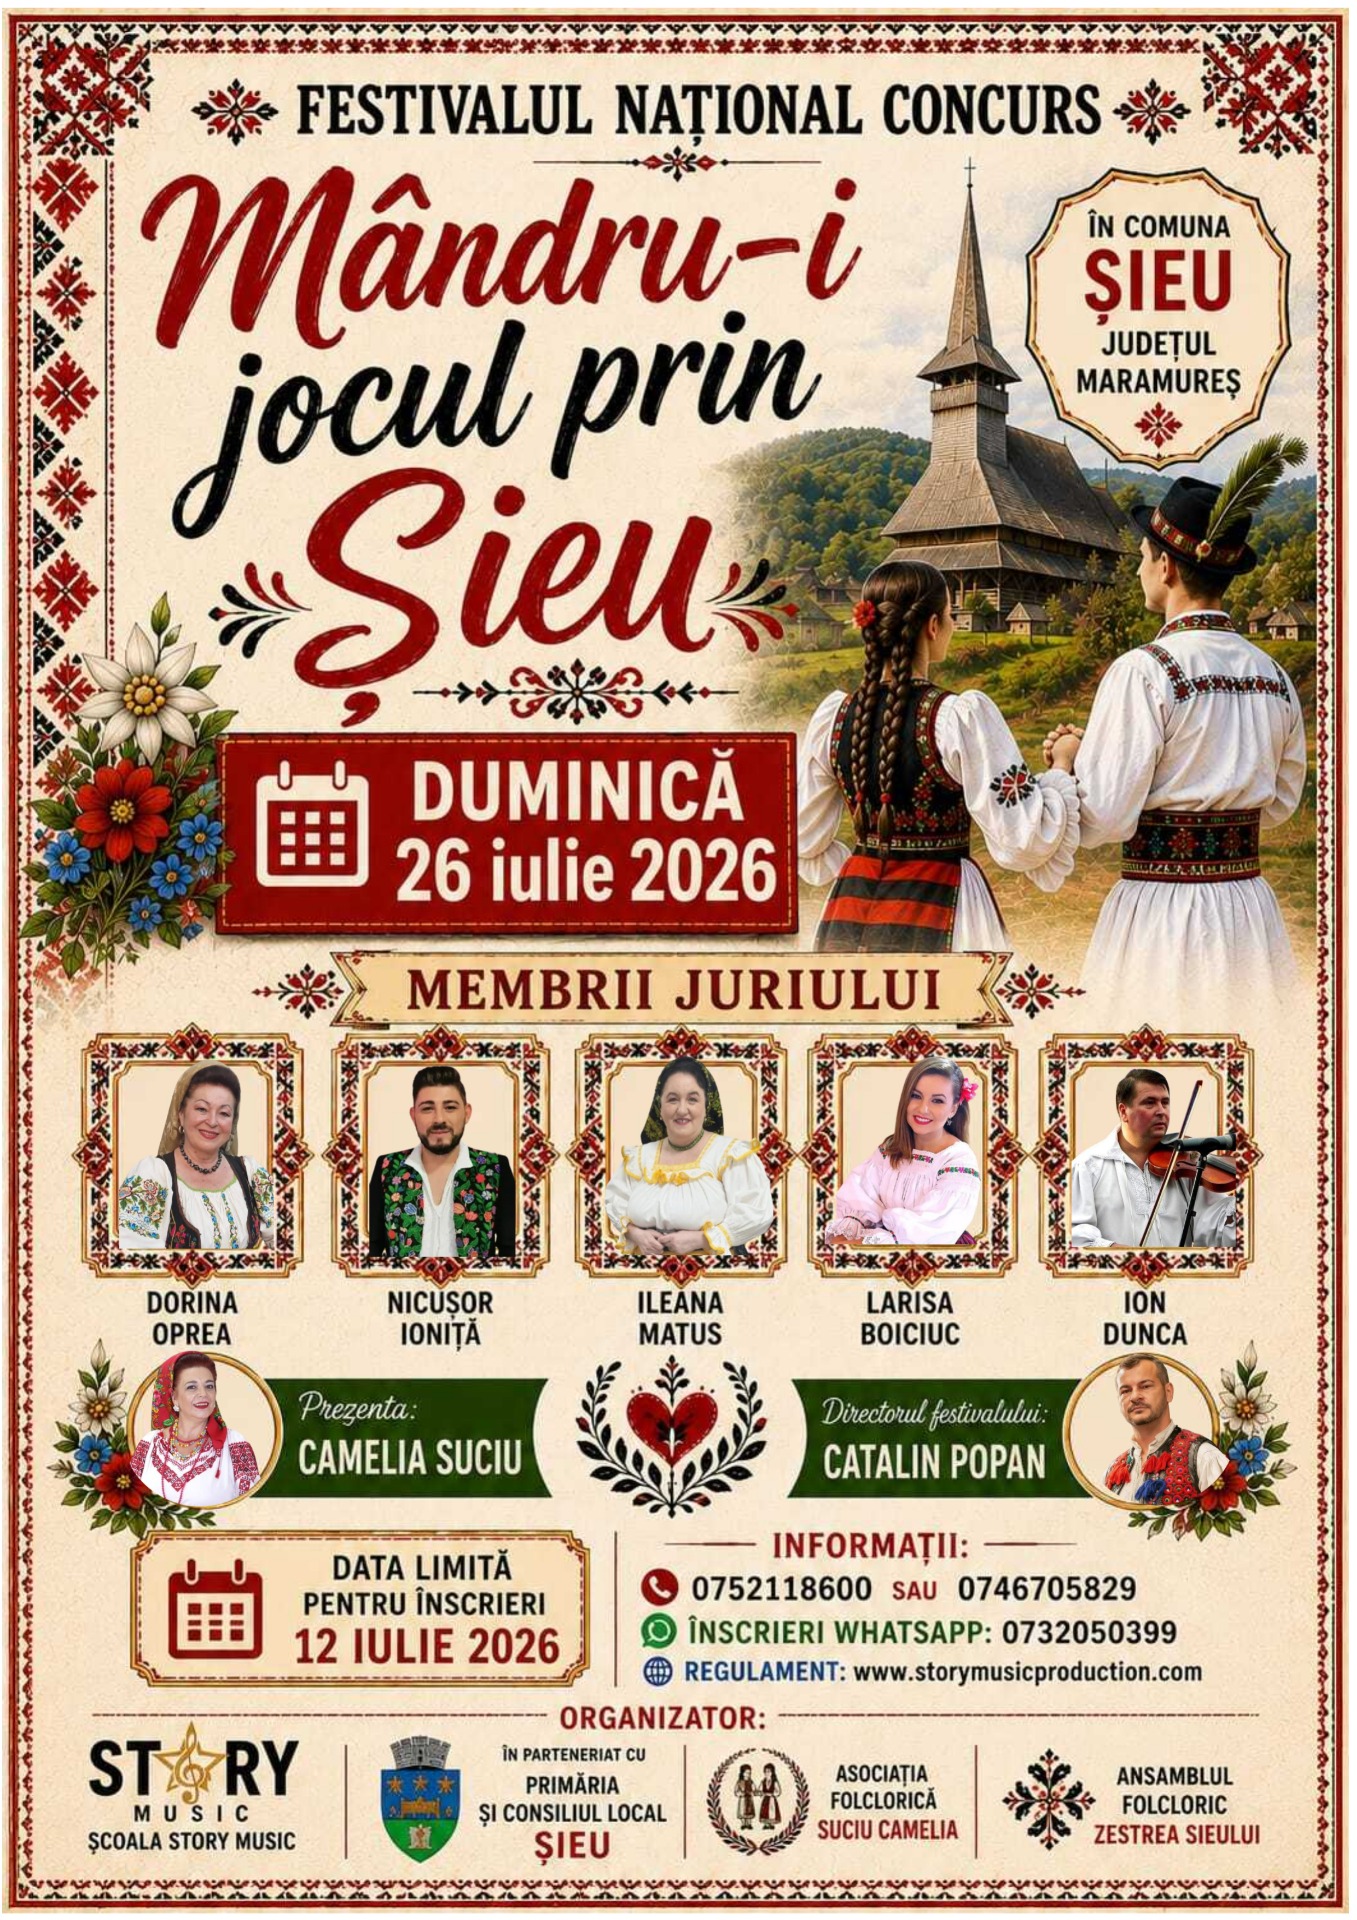 FESTIVALUL NAȚIONAL CONCURS
Mândru-i
jocul prin
Șieu
ÎN COMUNA
ȘIEU
JUDEȚUL
MARAMUREȘ
DUMINICĂ
26 iulie 2026
MEMBRII JURIULUI
DORINA
OPREA
NICUȘOR
IONIȚĂ
ILEANA
MATUS
LARISA
BOICIUC
ION
DUNCA
Prezenta:
CAMELIA SUCIU
Directorul festivalului:
CATALIN POPAN
DATA LIMITĂ
PENTRU ÎNSCRIERI
12 IULIE 2026
INFORMAȚII:
0752118600 SAU 0746705829
ÎNSCRIERI WHATSAPP: 0732050399
REGULAMENT: www.storymusicproduction.com
ORGANIZATOR:
STORY
MUSIC
ȘCOALA STORY MUSIC
ÎN PARTENERIAT CU
PRIMĂRIA
ȘI CONSILIUL LOCAL
ȘIEU
ASOCIAȚIA
FOLCLORICĂ
SUCIU CAMELIA
ANSAMBLUL
FOLCLORIC
ZESTREA SIEULUI